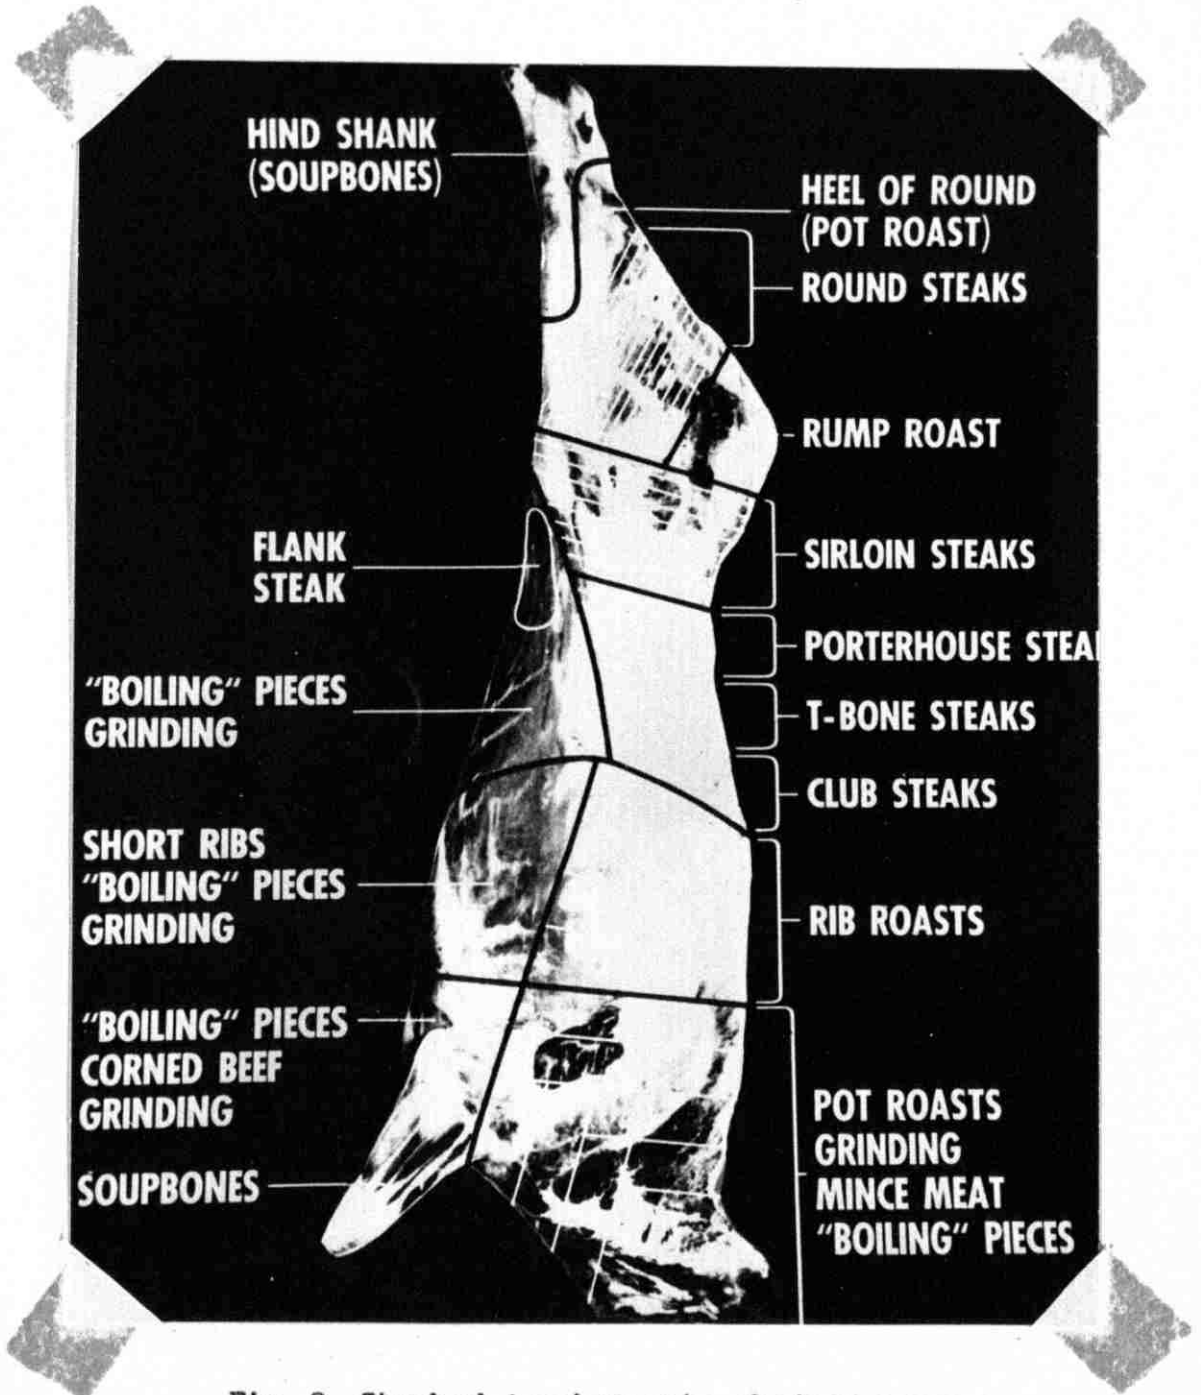 HIND SHANK
(SOUPBONES)
HEEL OF ROUND
(POT ROAST)
ROUND STEAKS
RUMP ROAST
FLANK
STEAK
SIRLOIN STEAKS
PORTERHOUSE STEA
"BOILING" PIECES
GRINDING
T-BONE STEAKS
CLUB STEAKS
SHORT RIBS
"BOILING" PIECES
GRINDING
RIB ROASTS
"BOILING" PIECES
CORNED BEEF
GRINDING
SOUPBONES
POT ROASTS
GRINDING
MINCE MEAT
"BOILING" PIECES